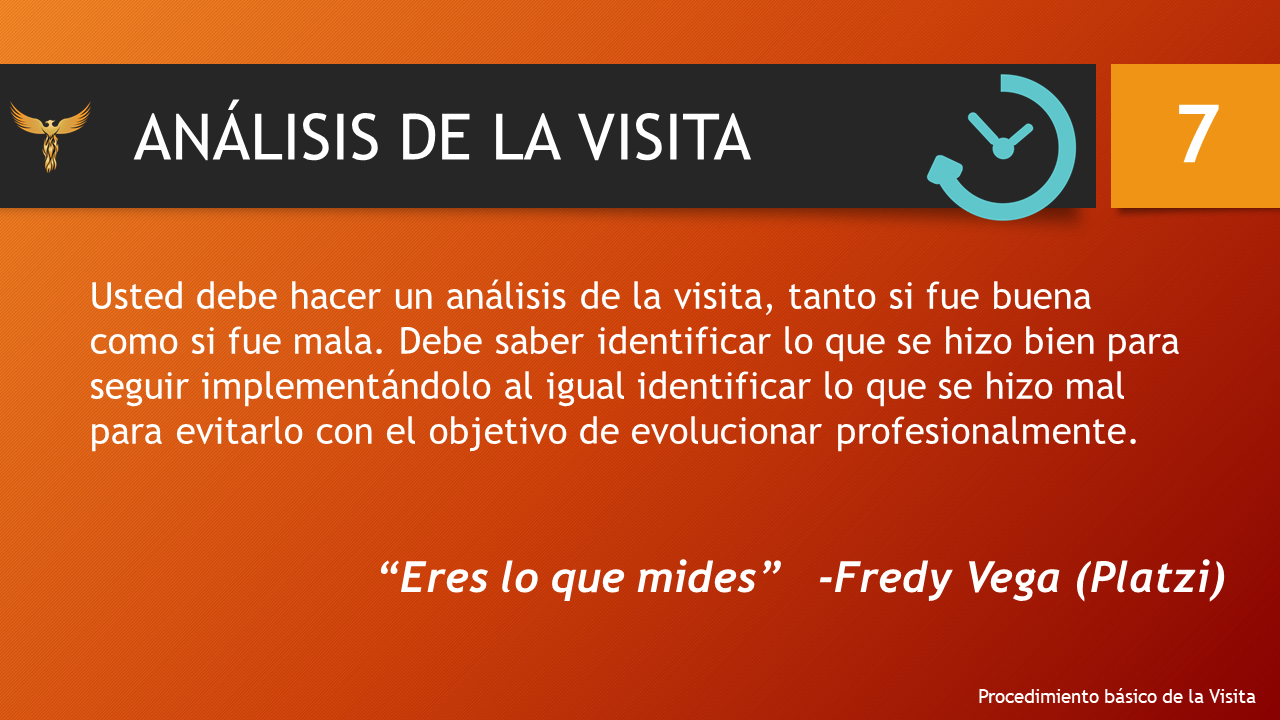 ANÁLISIS DE LA VISITA
7
Usted debe hacer un análisis de la visita, tanto si fue buena
como si fue mala. Debe saber identificar lo que se hizo bien para
seguir implementándolo al igual identificar lo que se hizo mal
para evitarlo con el objetivo de evolucionar profesionalmente.
“Eres lo que mides” -Fredy Vega (Platzi)
Procedimiento básico de la Visita